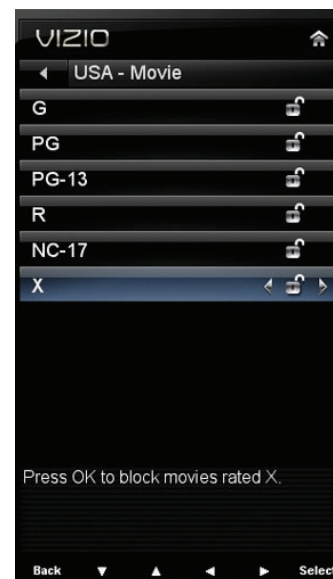 VIZIO
USA - Movie
G
PG
PG-13
R
NC-17
X
Press OK to block movies rated X.
Back Select